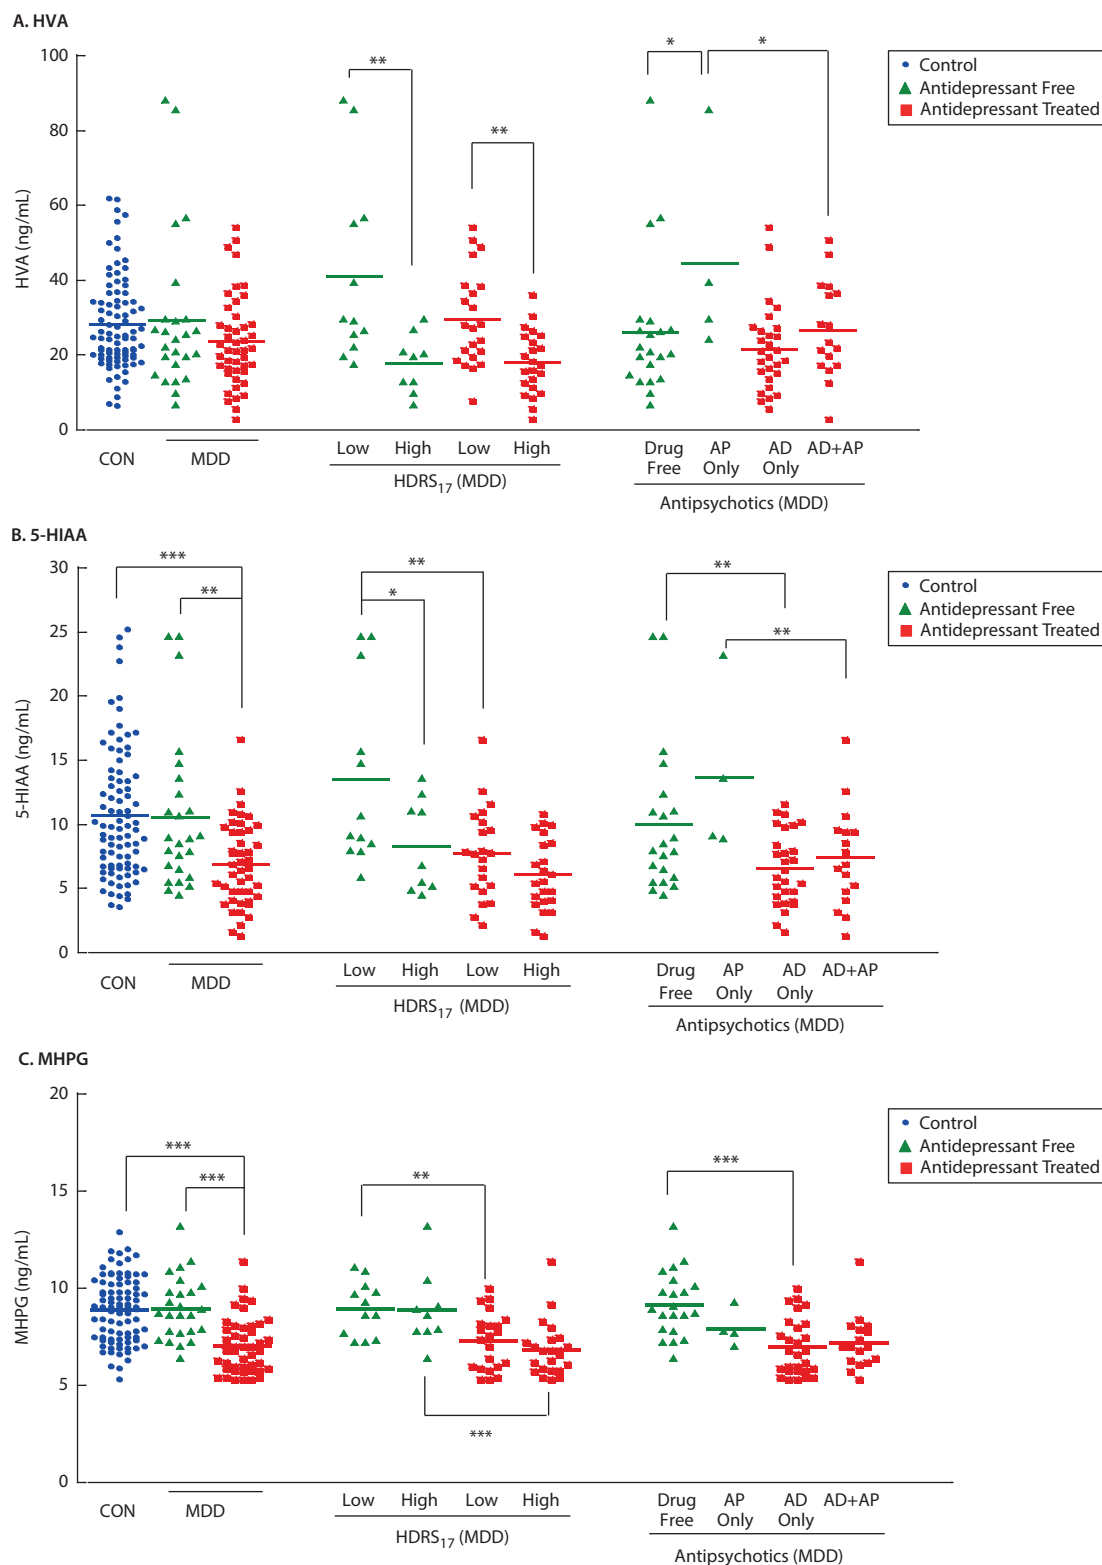 A. HVA
100
80
60
40
20
0
HVA (ng/mL)
**
**
*
*
Control
Antidepressant Free
Antidepressant Treated
CON
MDD
Low
High
Low
High
HDRS17 (MDD)
Drug Free
AP Only
AD Only
AD+AP
Antipsychotics (MDD)
B. 5-HIAA
30
25
20
15
10
5
0
5-HIAA (ng/mL)
***
**
**
*
**
**
Control
Antidepressant Free
Antidepressant Treated
CON
MDD
Low
High
Low
High
HDRS17 (MDD)
Drug Free
AP Only
AD Only
AD+AP
Antipsychotics (MDD)
C. MHPG
20
15
10
5
0
MHPG (ng/mL)
***
***
**
***
***
Control
Antidepressant Free
Antidepressant Treated
CON
MDD
Low
High
Low
High
HDRS17 (MDD)
Drug Free
AP Only
AD Only
AD+AP
Antipsychotics (MDD)